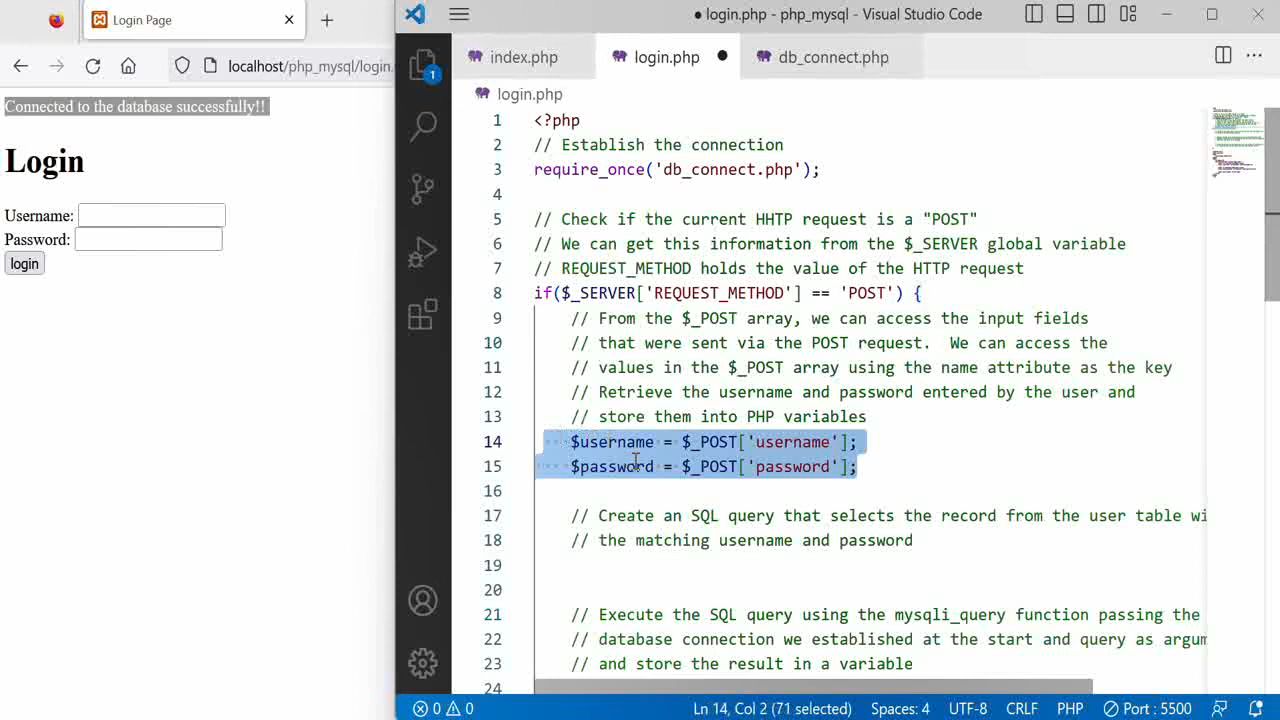 Login Page
localhost/php_mysql/login.
Connected to the database successfully!!
Login
Username:
Password:
login
login.php - php_mysql - Visual Studio Code
index.php
login.php
db_connect.php
1
login.php
1 <?php
2 // Establish the connection
3 require_once('db_connect.php');
4
5 // Check if the current HHTP request is a "POST"
6 // We can get this information from the $_SERVER global variable
7 // REQUEST_METHOD holds the value of the HTTP request
8 if($_SERVER['REQUEST_METHOD'] == 'POST') {
9 // From the $_POST array, we can access the input fields
10 // that were sent via the POST request.  We can access the
11 // values in the $_POST array using the name attribute as the key
12 // Retrieve the username and password entered by the user and
13 // store them into PHP variables
14 $username = $_POST['username'];
15 $password = $_POST['password'];
16
17 // Create an SQL query that selects the record from the user table wi
18 // the matching username and password
19
20
21 // Execute the SQL query using the mysqli_query function passing the
22 // database connection we established at the start and query as argum
23 // and store the result in a variable
24
0 0
Ln 14, Col 2 (71 selected)
Spaces: 4
UTF-8
CRLF
PHP
Port : 5500